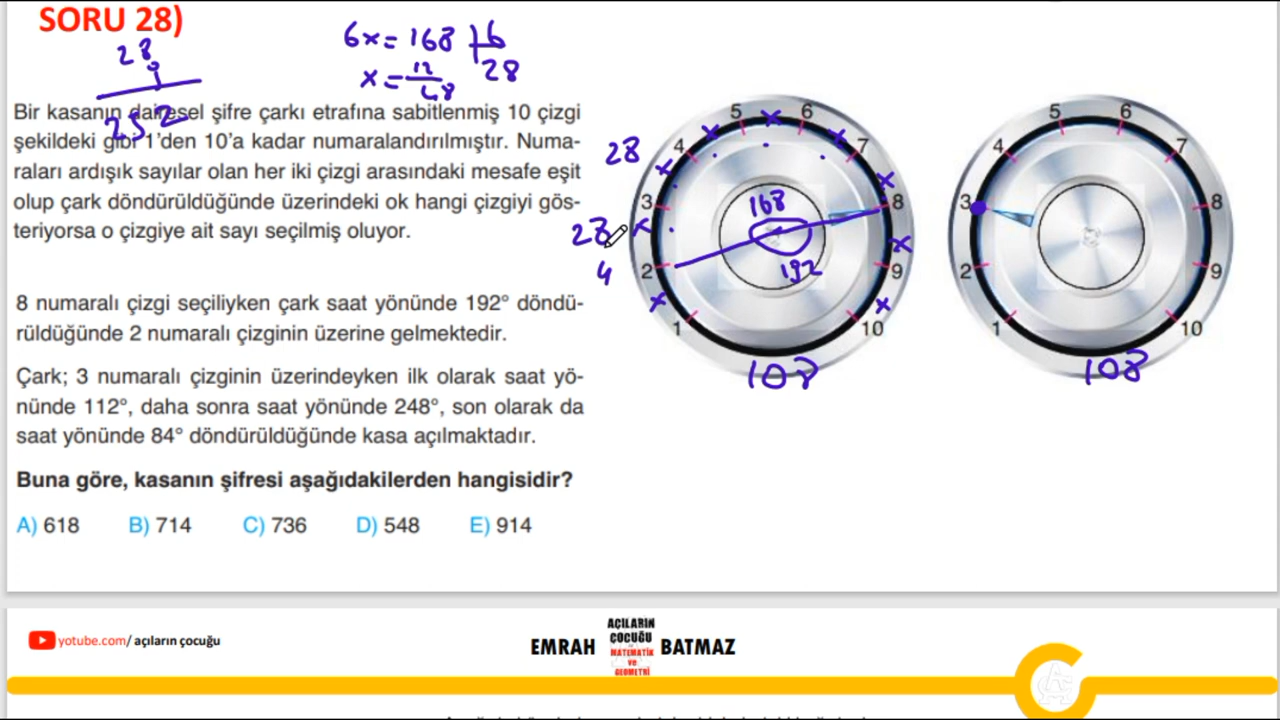 SORU 28)
28.
252
6x = 168 | 6
x = 28
Bir kasanın dairesel şifre çarkı etrafına sabitlenmiş 10 çizgi
şekildeki gibi 1'den 10'a kadar numaralandırılmıştır. Numa-
raları ardışık sayılar olan her iki çizgi arasındaki mesafe eşit
olup çark döndürüldüğünde üzerindeki ok hangi çizgiyi gös-
teriyorsa o çizgiye ait sayı seçilmiş oluyor.
8 numaralı çizgi seçiliyken çark saat yönünde 192° döndü-
rüldüğünde 2 numaralı çizginin üzerine gelmektedir.
Çark; 3 numaralı çizginin üzerindeyken ilk olarak saat yö-
nünde 112°, daha sonra saat yönünde 248°, son olarak da
saat yönünde 84° döndürüldüğünde kasa açılmaktadır.
Buna göre, kasanın şifresi aşağıdakilerden hangisidir?
A) 618 B) 714 C) 736 D) 548 E) 914
5 6
4 7
3 8
2 9
1 10
28
28
4
168
192
108
5 6
4 7
3 8
2 9
1 10
108
yotube.com/ açıların çocuğu
EMRAH
AÇILARIN
ÇOCUĞU
MATEMATİK
ve
GEOMETRİ
BATMAZ